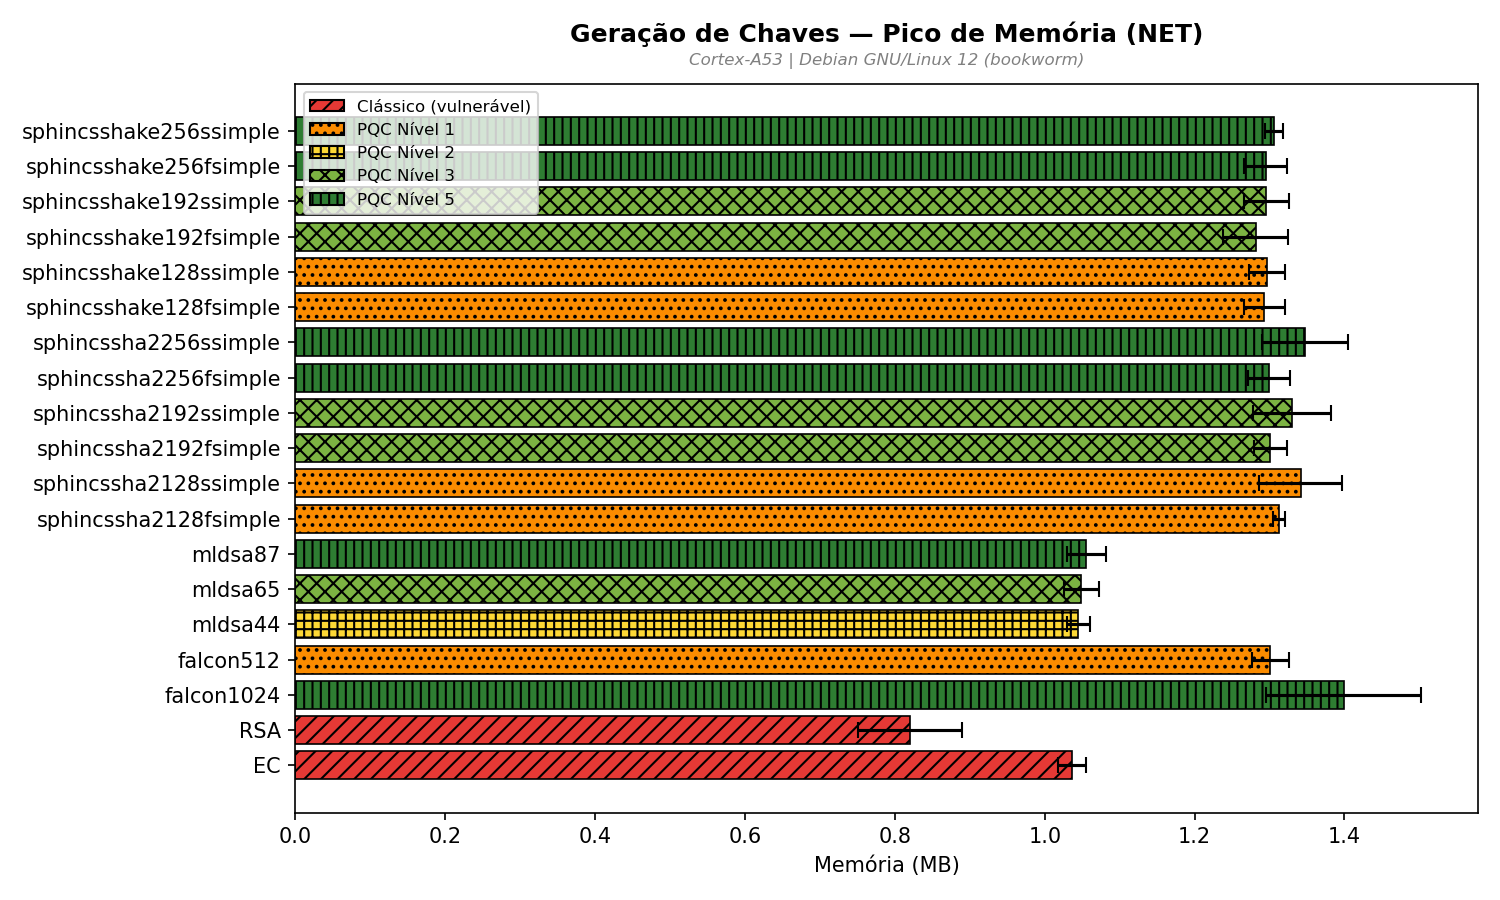 Geração de Chaves — Pico de Memória (NET)
Cortex-A53 | Debian GNU/Linux 12 (bookworm)
Clássico (vulnerável)
PQC Nível 1
PQC Nível 2
PQC Nível 3
PQC Nível 5
sphincsshake256ssimple
sphincsshake256fsimple
sphincsshake192ssimple
sphincsshake192fsimple
sphincsshake128ssimple
sphincsshake128fsimple
sphincssha2256ssimple
sphincssha2256fsimple
sphincssha2192ssimple
sphincssha2192fsimple
sphincssha2128ssimple
sphincssha2128fsimple
mldsa87
mldsa65
mldsa44
falcon512
falcon1024
RSA
EC
0.0 0.2 0.4 0.6 0.8 1.0 1.2 1.4
Memória (MB)